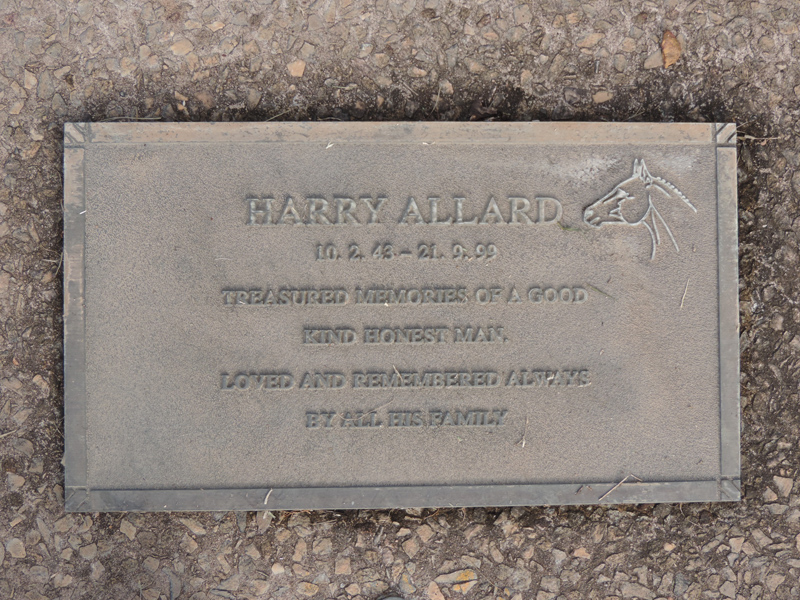 HARRY ALLARD
10. 2. 43 – 21. 9. 99
TREASURED MEMORIES OF A GOOD
KIND HONEST MAN.
LOVED AND REMEMBERED ALWAYS
BY ALL HIS FAMILY